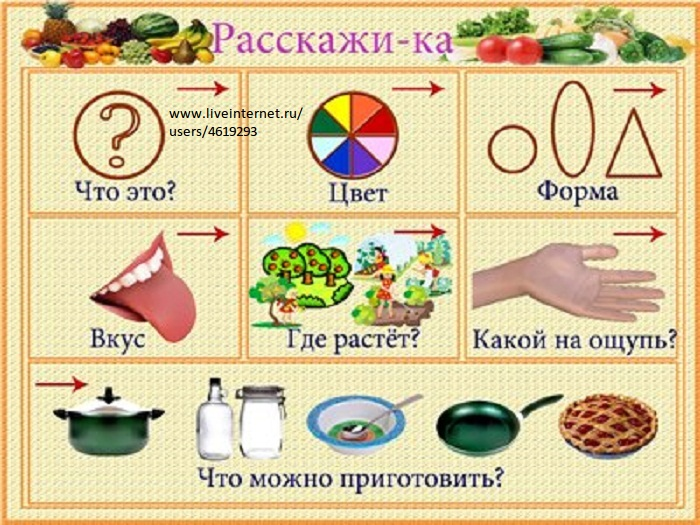 Расскажи-ка
www.liveinternet.ru/
users/4619293
Что это?
Цвет
Форма
Вкус
Где растёт?
Какой на ощупь?
Что можно приготовить?